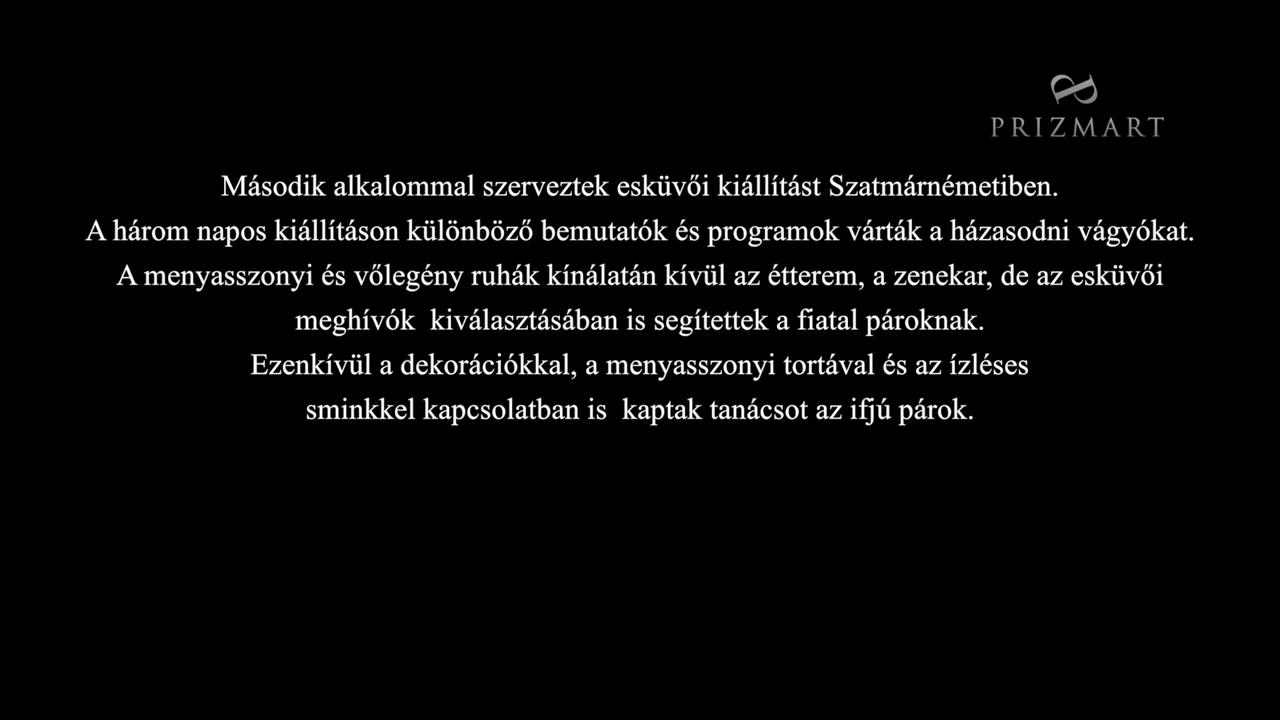 PRIZMART
Második alkalommal szerveztek esküvői kiállítást Szatmárnémetiben.
A három napos kiállításon különböző bemutatók és programok várták a házasodni vágyókat.
A menyasszonyi és vőlegény ruhák kínálatán kívül az étterem, a zenekar, de az esküvői
meghívók  kiválasztásában is segítettek a fiatal pároknak.
Ezenkívül a dekorációkkal, a menyasszonyi tortával és az ízléses
sminkkel kapcsolatban is  kaptak tanácsot az ifjú párok.